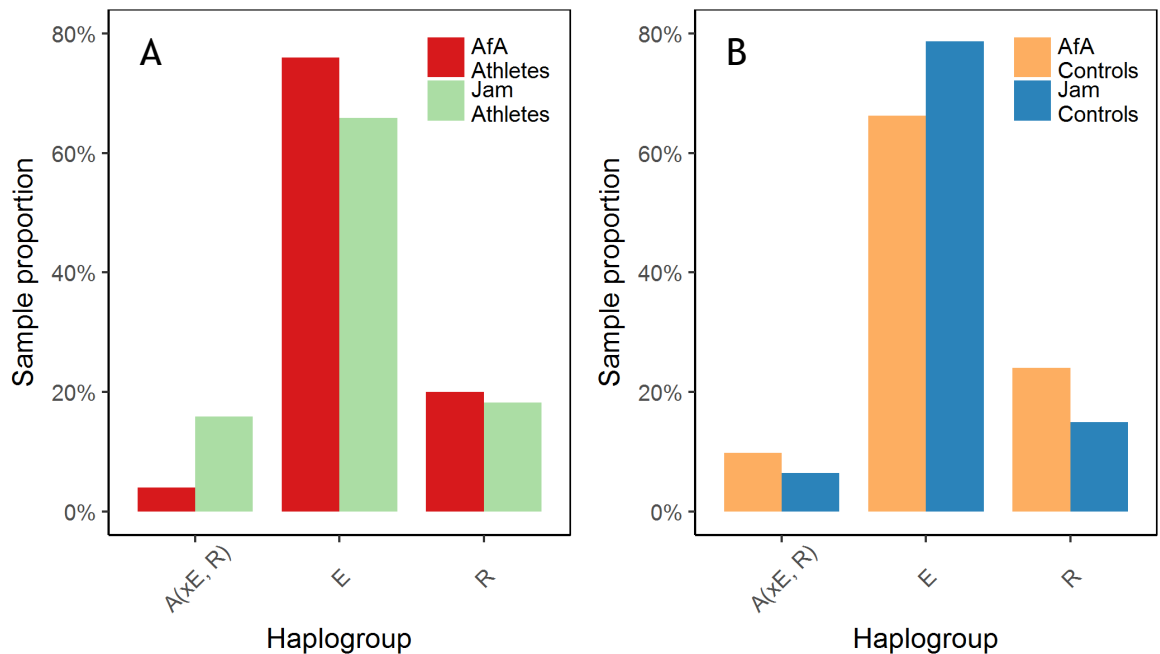 A
AfA
Athletes
Jam
Athletes
80%
60%
40%
20%
0%
Sample proportion
A(xE, R)
E
R
Haplogroup
B
AfA
Controls
Jam
Controls
80%
60%
40%
20%
0%
Sample proportion
A(xE, R)
E
R
Haplogroup